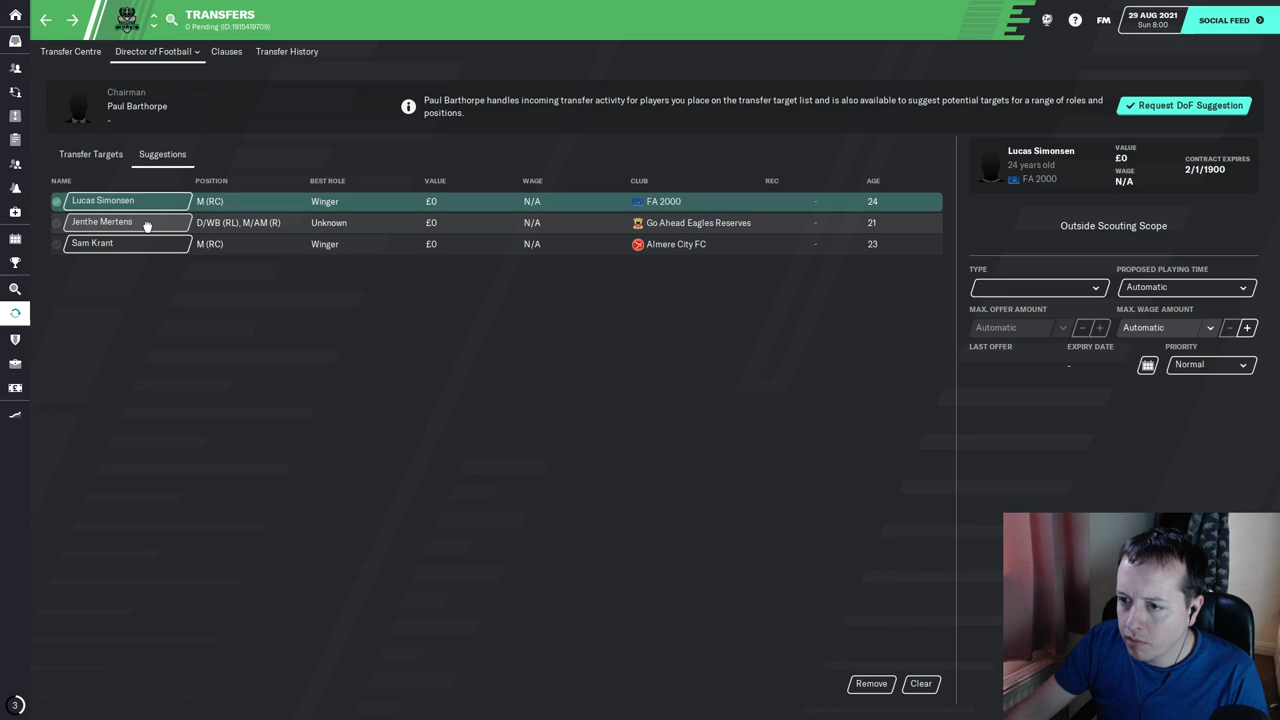 TRANSFERS
0 Pending (ID:1915419709)
FM
29 AUG 2021
Sun 8:00
SOCIAL FEED
Transfer Centre
Director of Football
Clauses
Transfer History
Chairman
Paul Barthorpe
-
Paul Barthorpe handles incoming transfer activity for players you place on the transfer target list and is also available to suggest potential targets for a range of roles and
positions.
Request DoF Suggestion
Transfer Targets
Suggestions
NAME POSITION BEST ROLE VALUE WAGE CLUB REC AGE
Lucas Simonsen M (RC) Winger £0 N/A FA 2000 - 24
Jenthe Mertens D/WB (RL), M/AM (R) Unknown £0 N/A Go Ahead Eagles Reserves - 21
Sam Krant M (RC) Winger £0 N/A Almere City FC - 23
Lucas Simonsen
24 years old
FA 2000
VALUE
£0
WAGE
N/A
CONTRACT EXPIRES
2/1/1900
Outside Scouting Scope
TYPE
PROPOSED PLAYING TIME
Automatic
MAX. OFFER AMOUNT
Automatic
MAX. WAGE AMOUNT
Automatic
LAST OFFER
EXPIRY DATE
-
PRIORITY
Normal
Remove
Clear
3